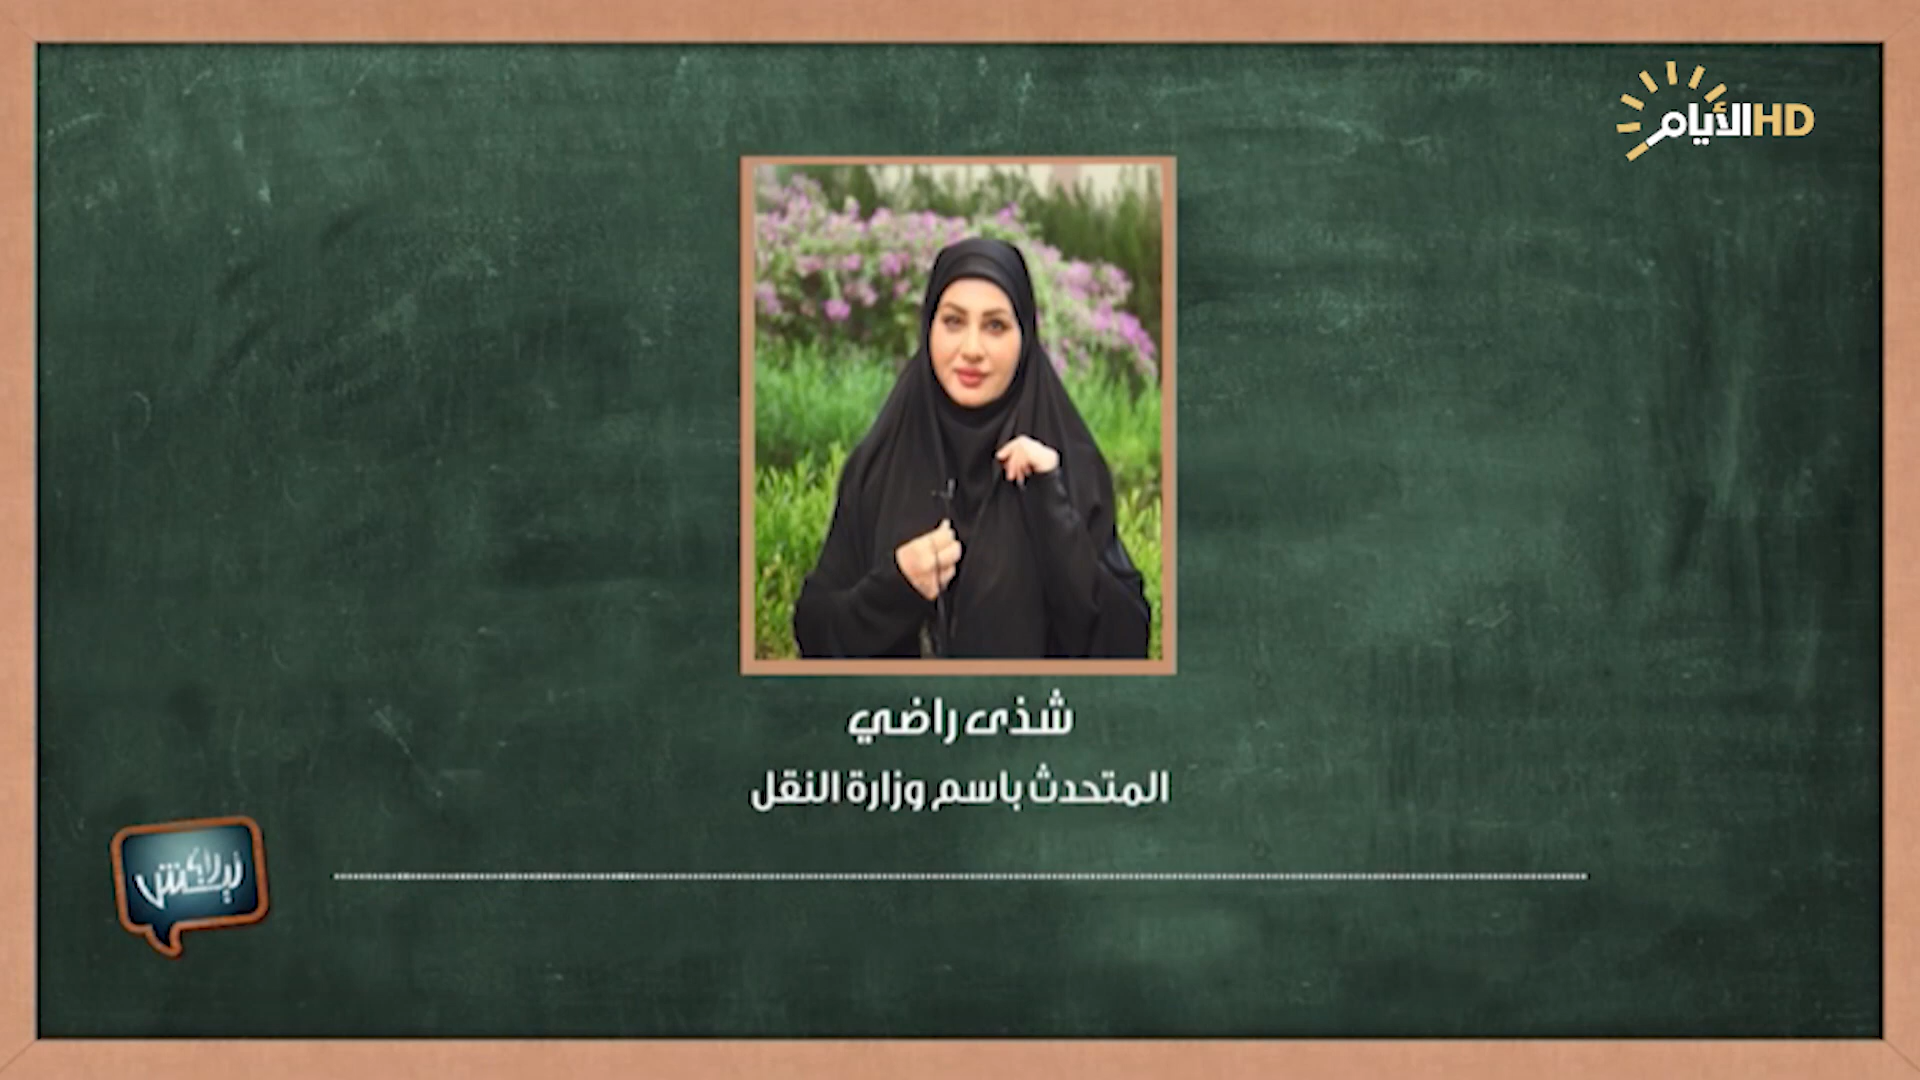 الأيام HD
شذى راضي
المتحدث باسم وزارة النقل